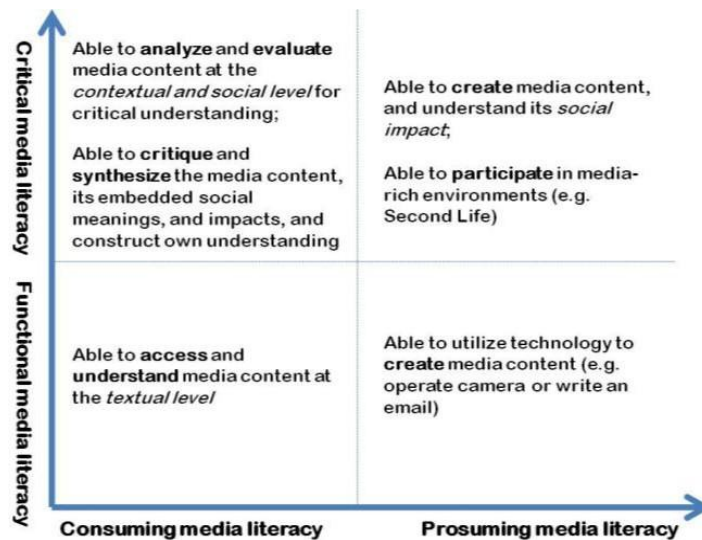 Critical media literacy
Able to analyze and evaluate
media content at the
contextual and social level for
critical understanding;
Able to critique and
synthesize the media content,
its embedded social
meanings, and impacts, and
construct own understanding
Able to create media content,
and understand its social
impact;
Able to participate in media-
rich environments (e.g.
Second Life)
Functional media literacy
Able to access and
understand media content at
the textual level
Able to utilize technology to
create media content (e.g.
operate camera or write an
email)
Consuming media literacy
Prosuming media literacy